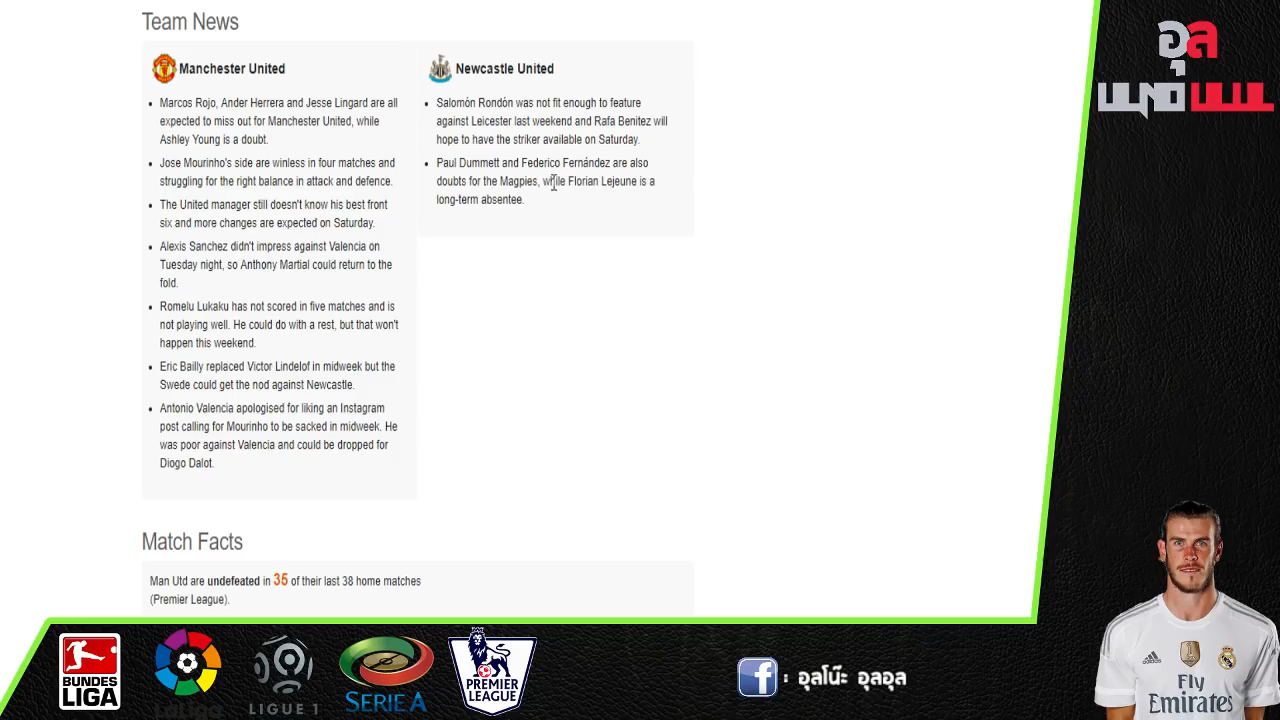 Team News
Manchester United
Marcos Rojo, Ander Herrera and Jesse Lingard are all
expected to miss out for Manchester United, while
Ashley Young is a doubt.
Jose Mourinho's side are winless in four matches and
struggling for the right balance in attack and defence.
The United manager still doesn't know his best front
six and more changes are expected on Saturday.
Alexis Sanchez didn't impress against Valencia on
Tuesday night, so Anthony Martial could return to the
fold.
Romelu Lukaku has not scored in five matches and is
not playing well. He could do with a rest, but that won't
happen this weekend.
Eric Bailly replaced Victor Lindelof in midweek but the
Swede could get the nod against Newcastle.
Antonio Valencia apologised for liking an Instagram
post calling for Mourinho to be sacked in midweek. He
was poor against Valencia and could be dropped for
Diogo Dalot.
Newcastle United
Salomón Rondón was not fit enough to feature
against Leicester last weekend and Rafa Benitez will
hope to have the striker available on Saturday.
Paul Dummett and Federico Fernández are also
doubts for the Magpies, while Florian Lejeune is a
long-term absentee.
Match Facts
Man Utd are undefeated in 35 of their last 38 home matches
(Premier League).
อุล
BUNDES
LIGA
LaLiga
LIGUE 1
SERIE A
PREMIER
LEAGUE
f : อุลโน๊ะ อุลอุล
adidas
Fly
Emirates